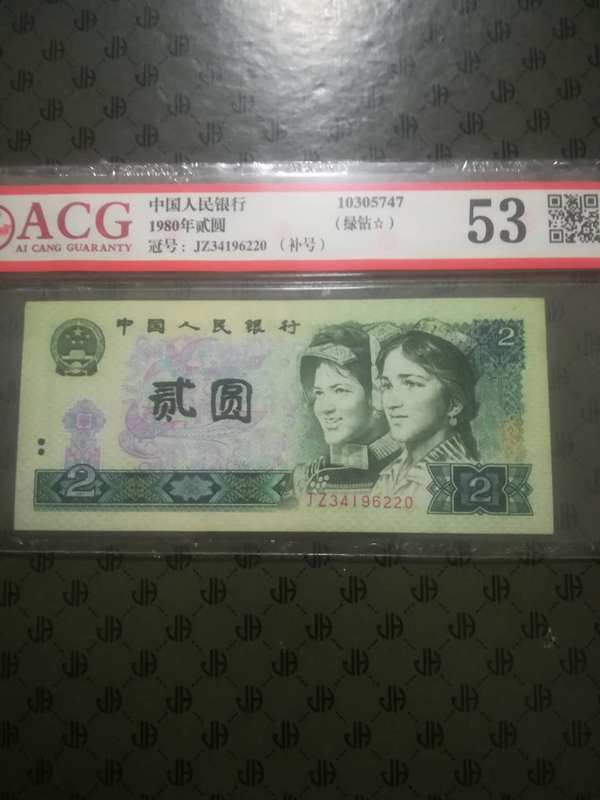 ACG
AI CANG GUARANTY
中国人民银行
1980年贰圆
冠号: JZ34196220 (补号)
10305747
(绿钻☆)
53
中国人民银行
2
贰圆
2
JZ34196220
2